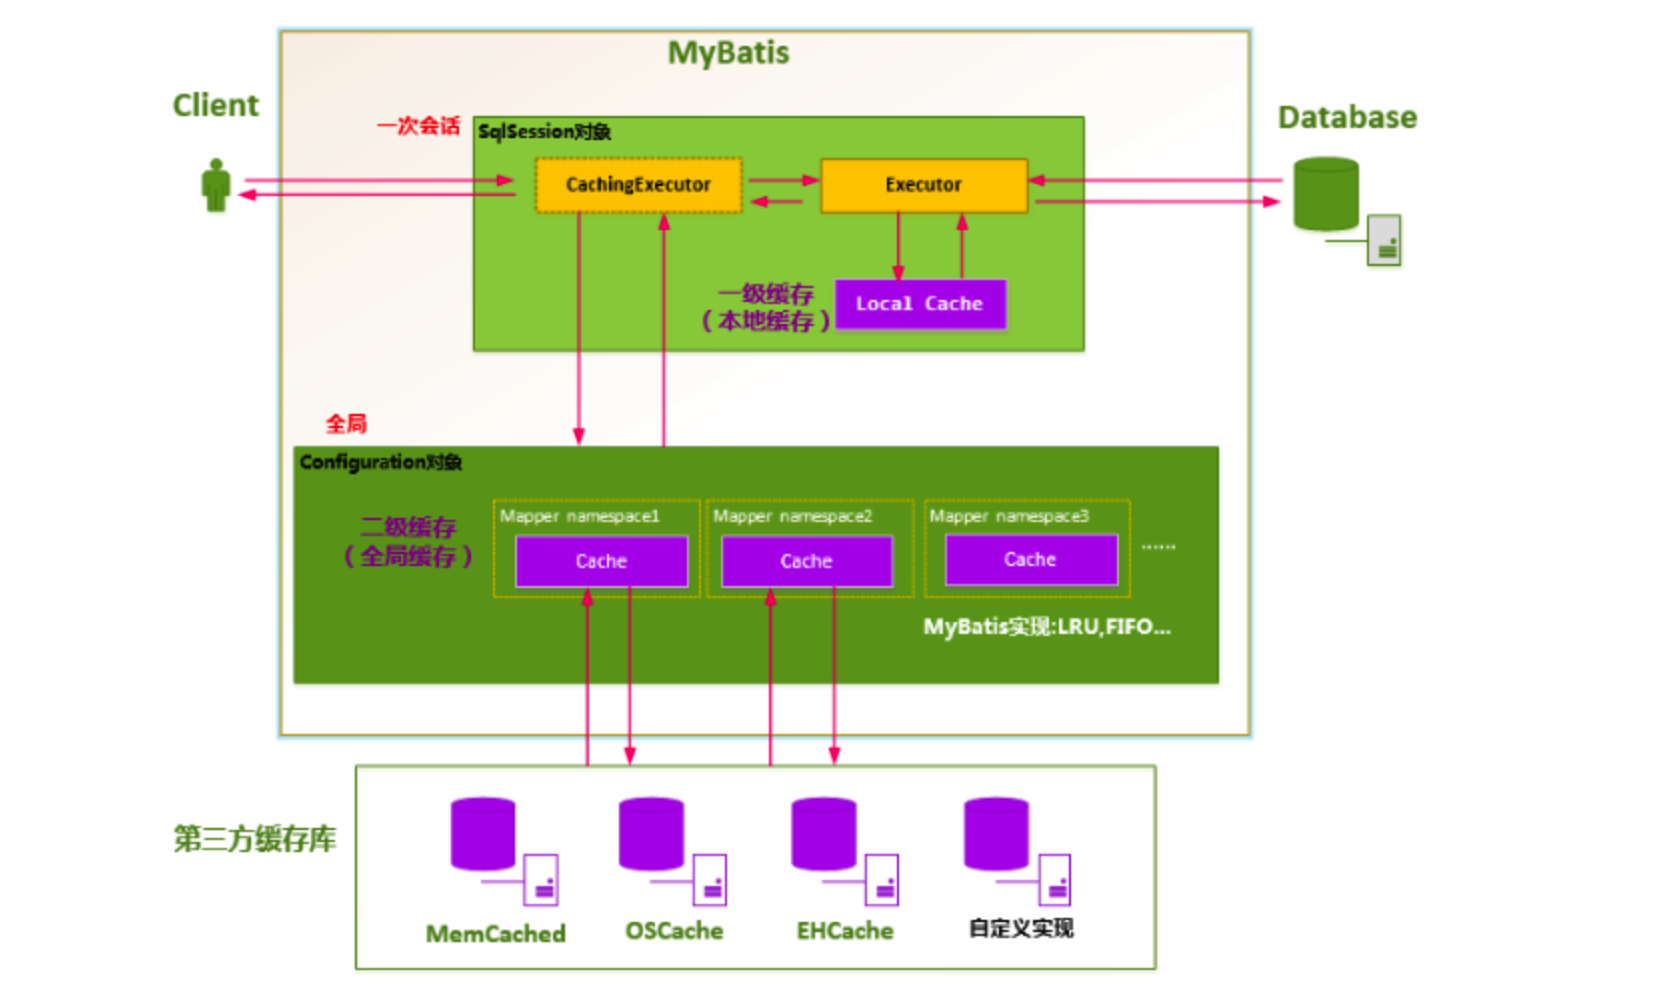 MyBatis
Client
Database
一次会话
SqlSession对象
CachingExecutor
Executor
一级缓存
（本地缓存）
Local Cache
全局
Configuration对象
二级缓存
（全局缓存）
Mapper namespace1
Mapper namespace2
Mapper namespace3
Cache
Cache
Cache
......
MyBatis实现:LRU,FIFO...
第三方缓存库
MemCached
OSCache
EHCache
自定义实现